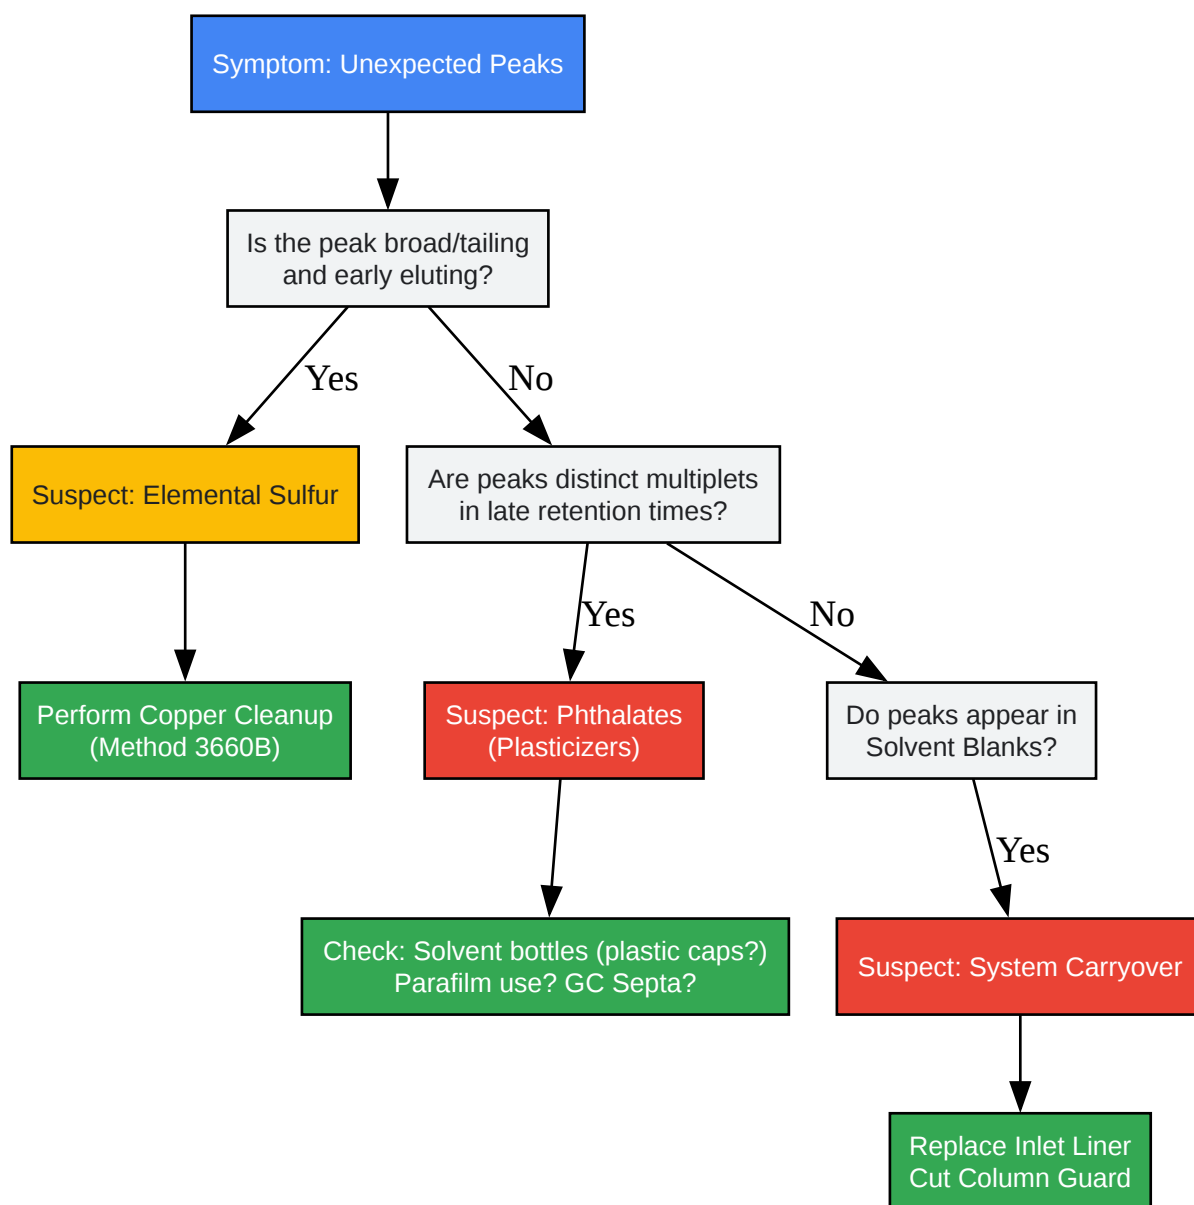 Symptom: Unexpected Peaks
Is the peak broad/tailing
and early eluting?
Yes
No
Suspect: Elemental Sulfur
Are peaks distinct multiplets
in late retention times?
Yes
No
Perform Copper Cleanup
(Method 3660B)
Suspect: Phthalates
(Plasticizers)
Do peaks appear in
Solvent Blanks?
Yes
Check: Solvent bottles (plastic caps?)
Parafilm use? GC Septa?
Suspect: System Carryover
Replace Inlet Liner
Cut Column Guard